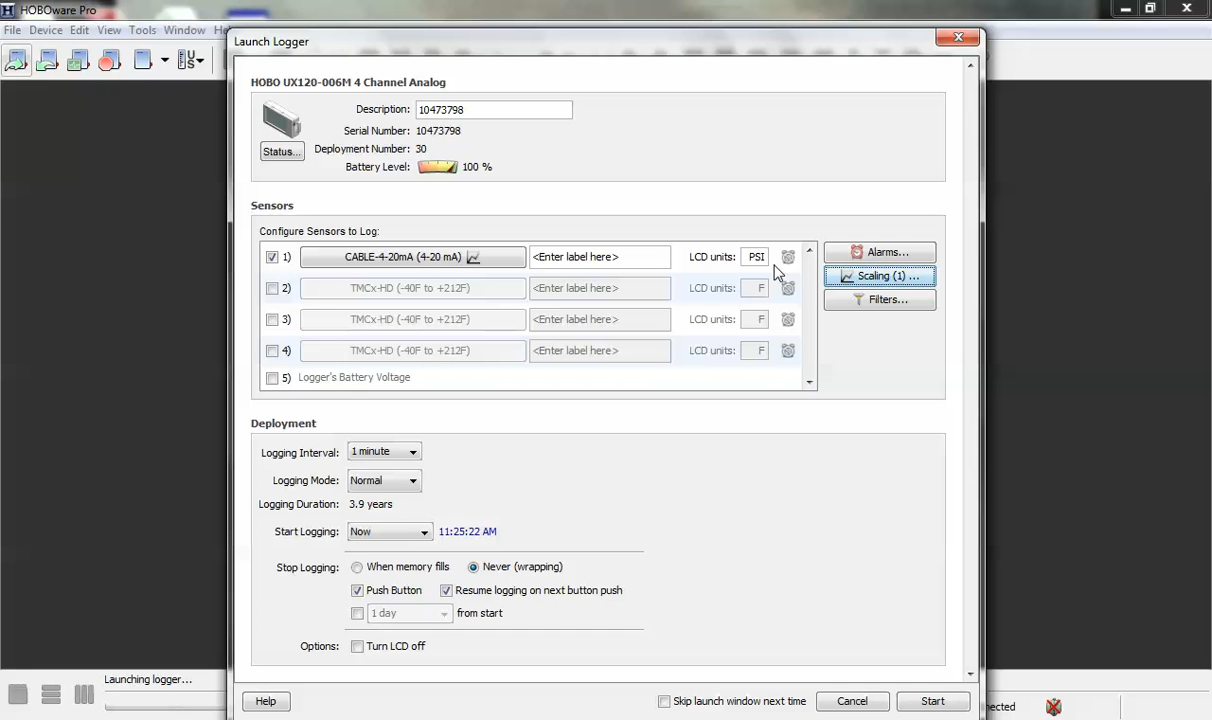 HOBOware Pro
File Device Edit View Tools Window
Launch Logger
HOBO UX120-006M 4 Channel Analog
Description: 10473798
Serial Number: 10473798
Status...
Deployment Number: 30
Battery Level: 100 %
Sensors
Configure Sensors to Log:
1) CABLE-4-20mA (4-20 mA) <Enter label here> LCD units: PSI
2) TMCx-HD (-40F to +212F) <Enter label here> LCD units: F
3) TMCx-HD (-40F to +212F) <Enter label here> LCD units: F
4) TMCx-HD (-40F to +212F) <Enter label here> LCD units: F
5) Logger's Battery Voltage
Alarms...
Scaling (1) ...
Filters...
Deployment
Logging Interval: 1 minute
Logging Mode: Normal
Logging Duration: 3.9 years
Start Logging: Now 11:25:22 AM
Stop Logging: When memory fills Never (wrapping)
Push Button Resume logging on next button push
1 day from start
Options: Turn LCD off
Launching logger...
Help Skip launch window next time Cancel Start